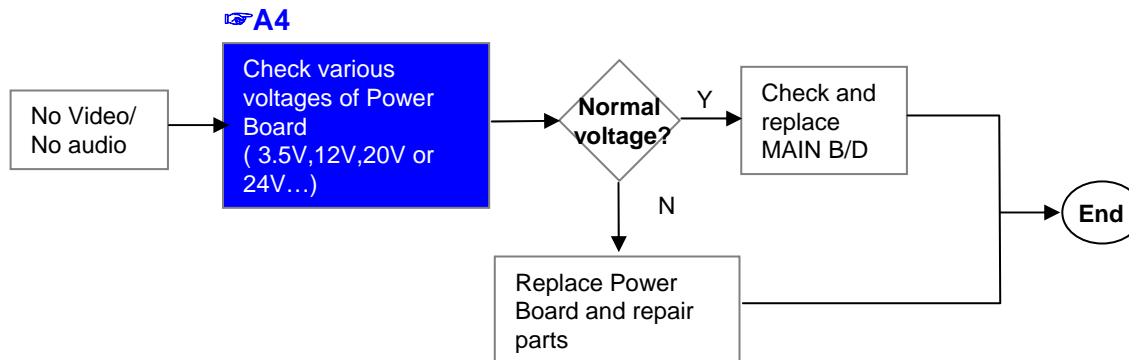 ☞A4
No Video/
No audio
Check various
voltages of Power
Board
( 3.5V,12V,20V or
24V…)
Normal
voltage?
Y
Check and
replace
MAIN B/D
N
Replace Power
Board and repair
parts
End